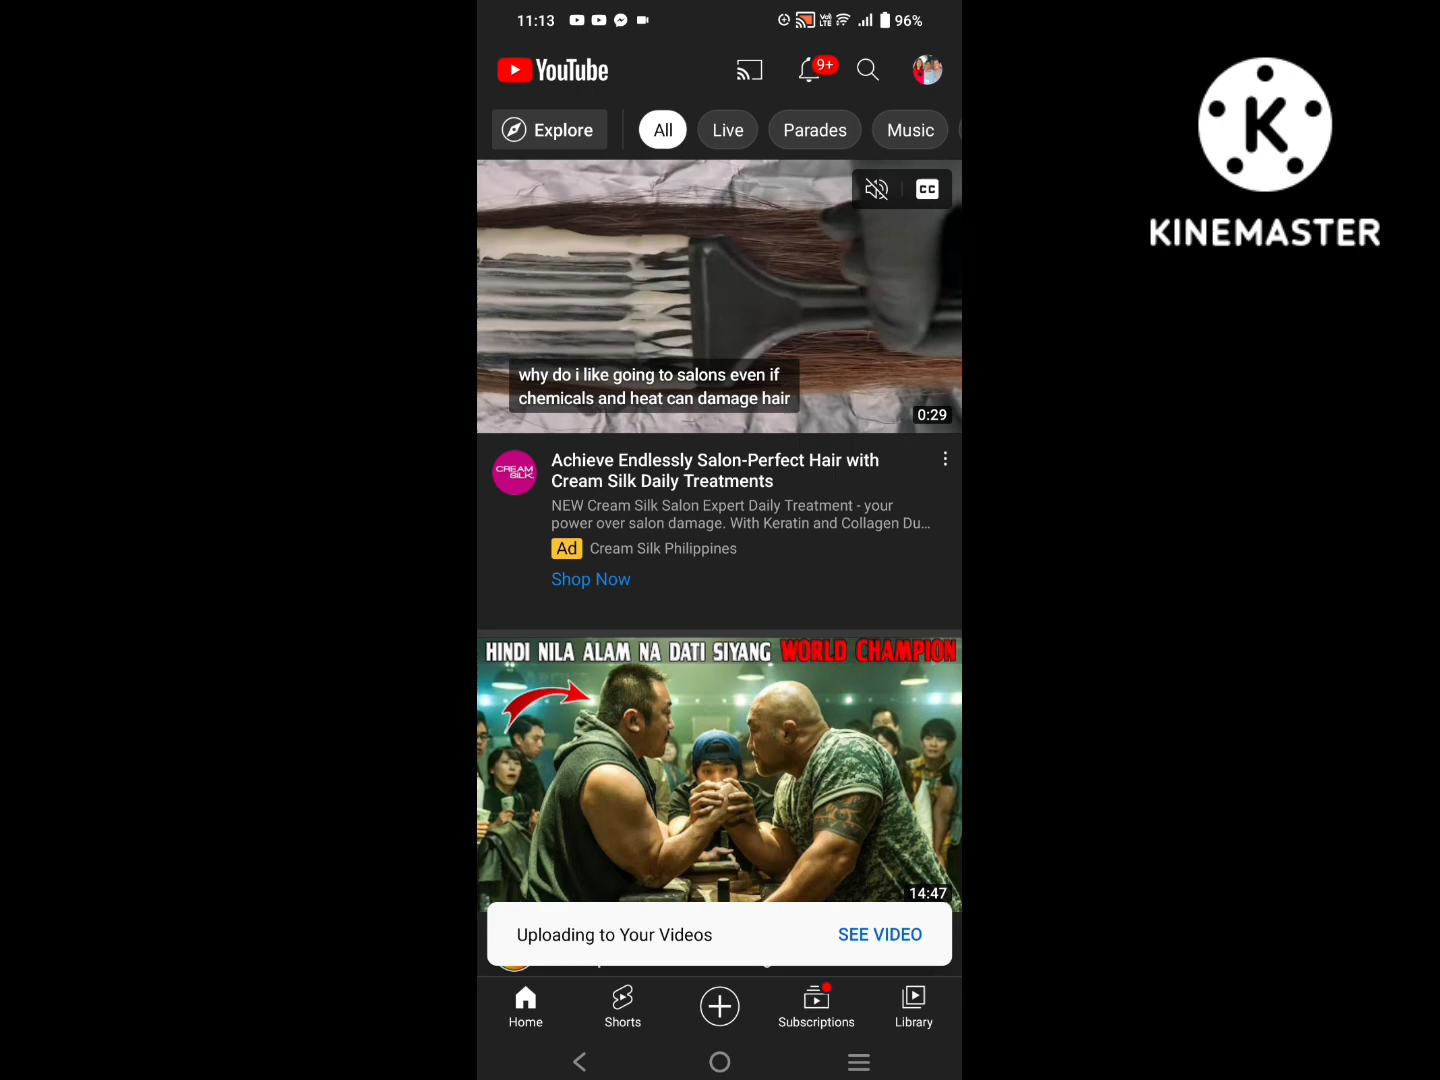 11:13
Vo)) LTE
96%
YouTube
9+
Explore
All
Live
Parades
Music
K
KINEMASTER
CC
why do i like going to salons even if
chemicals and heat can damage hair
0:29
CREAM SILK
Achieve Endlessly Salon-Perfect Hair with
Cream Silk Daily Treatments
NEW Cream Silk Salon Expert Daily Treatment - your
power over salon damage. With Keratin and Collagen Du...
Ad Cream Silk Philippines
Shop Now
HINDI NILA ALAM NA DATI SIYANG WORLD CHAMPION
14:47
Uploading to Your Videos
SEE VIDEO
Home
Shorts
Subscriptions
Library